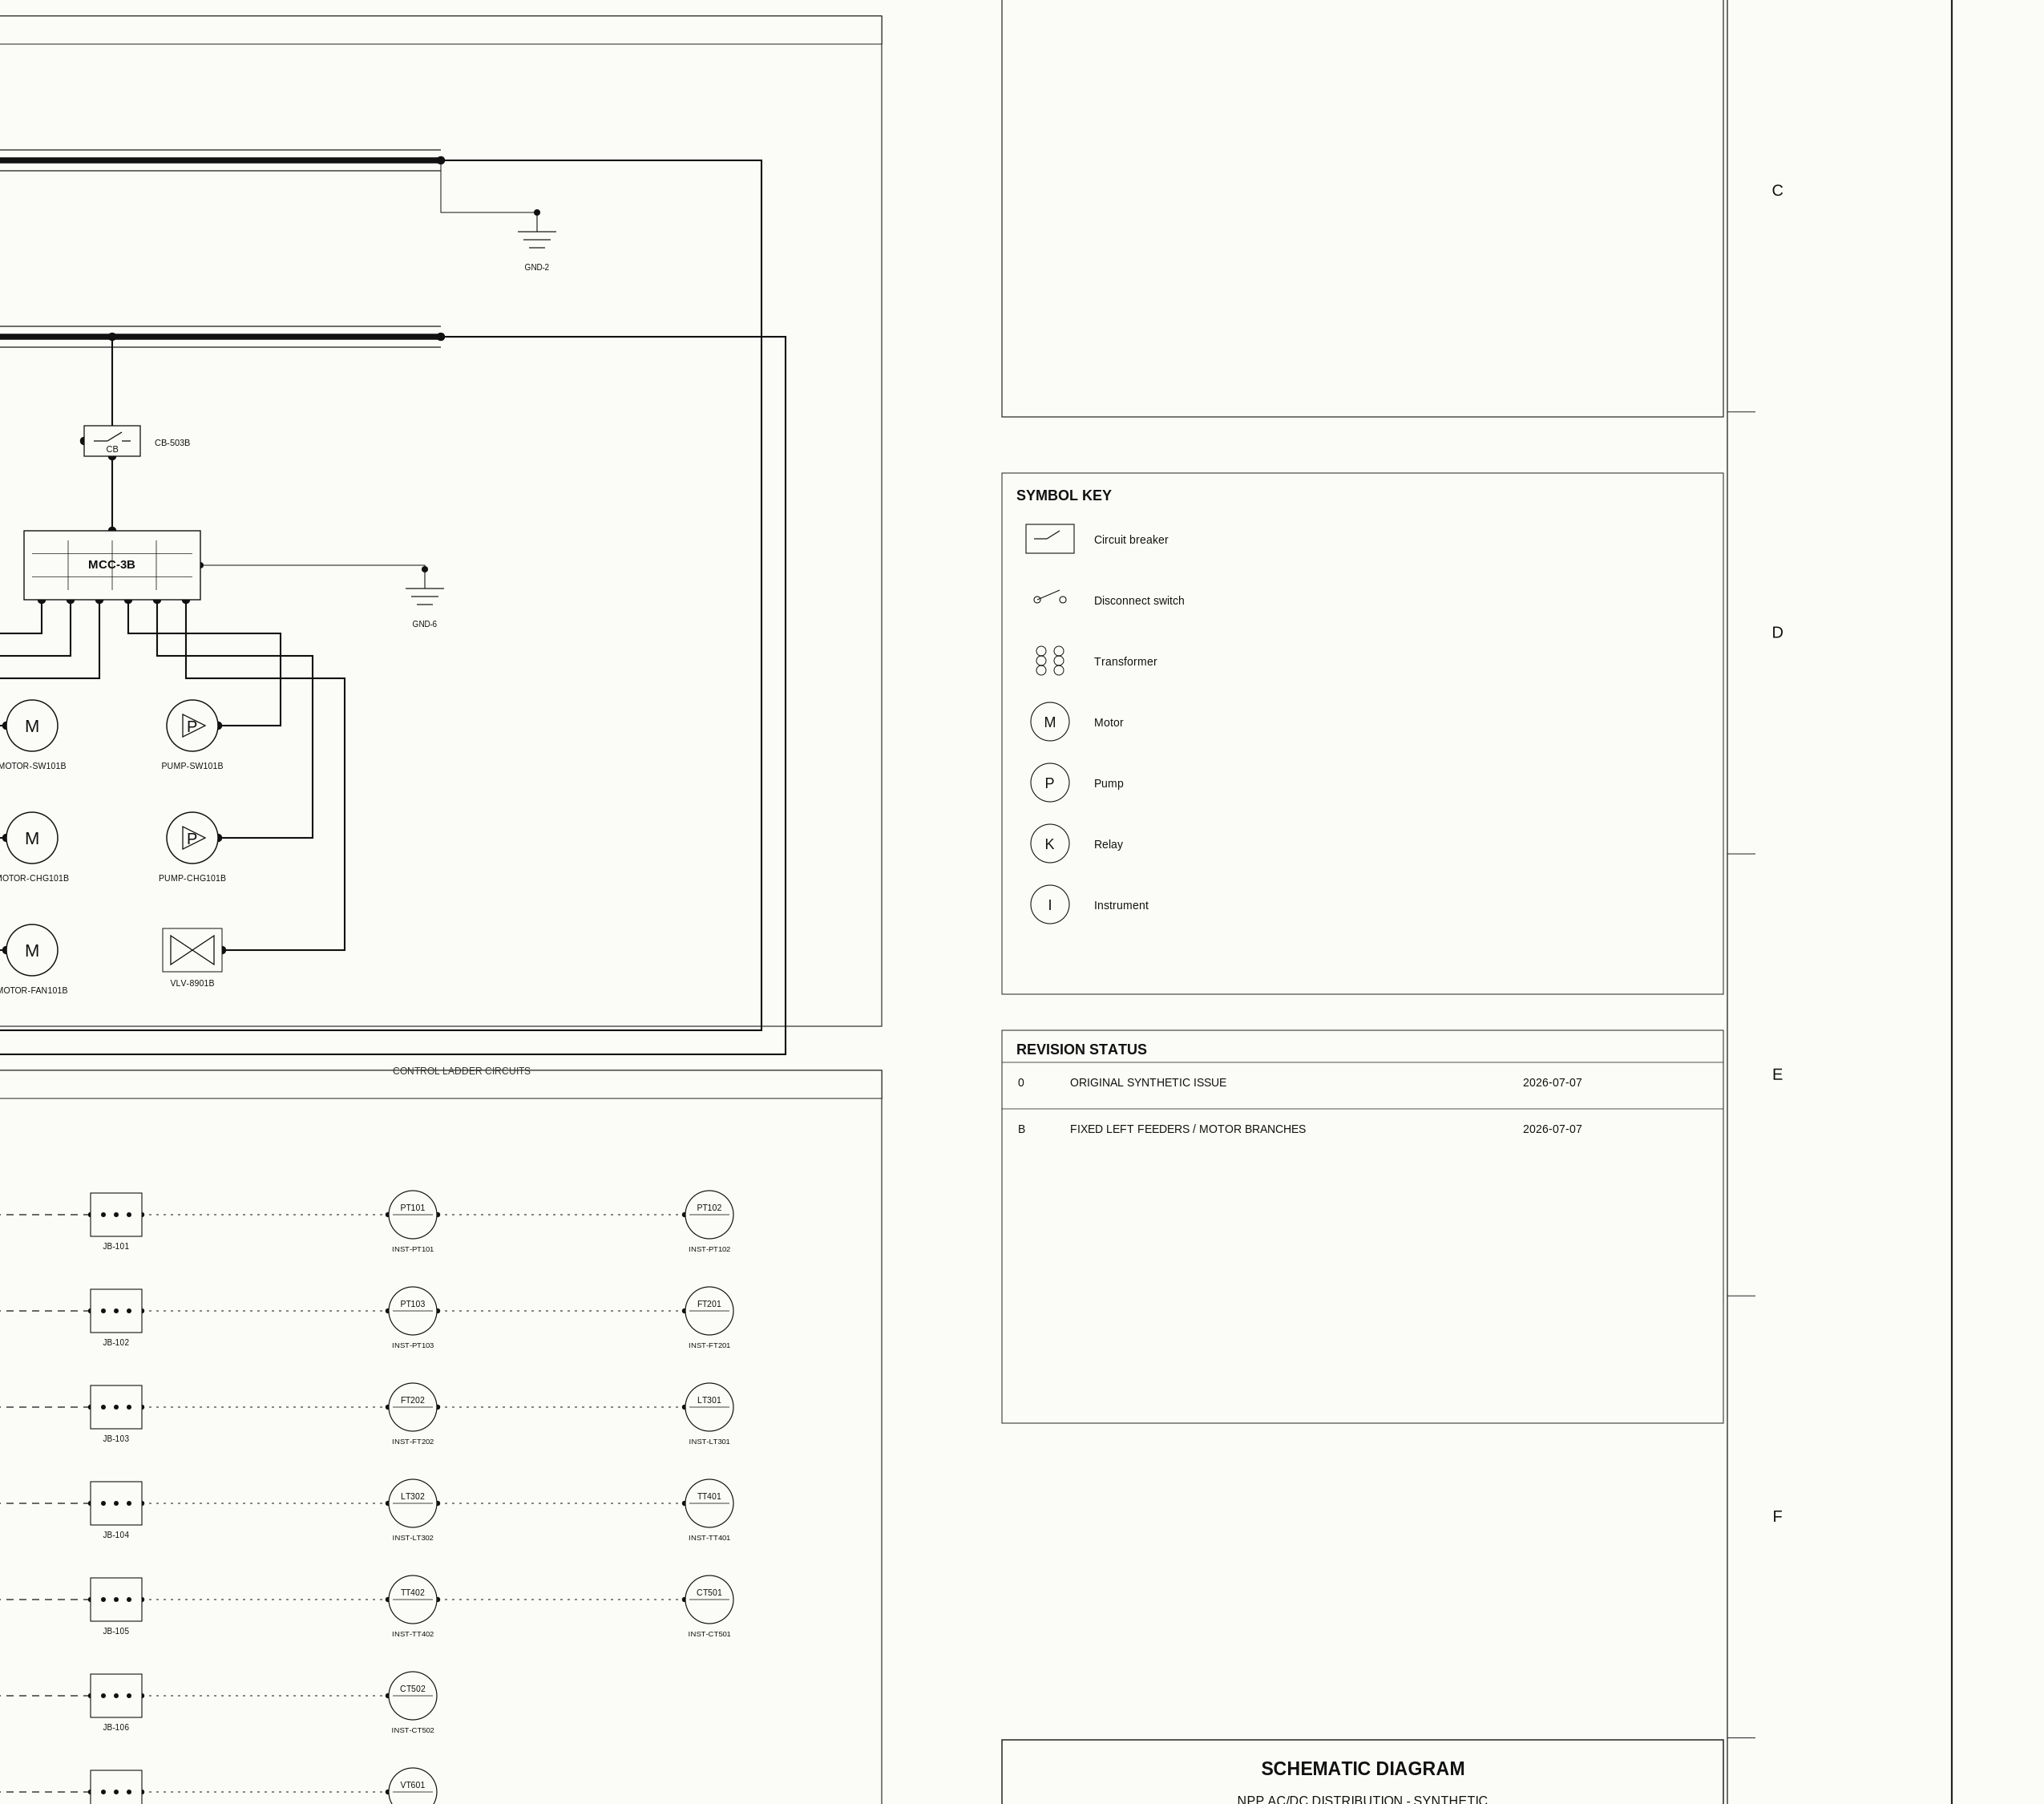 C
GND-2
CB
CB-503B
MCC-3B
GND-6
M
P
MOTOR-SW101B
PUMP-SW101B
M
P
MOTOR-CHG101B
PUMP-CHG101B
M
MOTOR-FAN101B
VLV-8901B
SYMBOL KEY
Circuit breaker
Disconnect switch
Transformer
M
Motor
P
Pump
K
Relay
I
Instrument
D
REVISION STATUS
0 ORIGINAL SYNTHETIC ISSUE 2026-07-07
B FIXED LEFT FEEDERS / MOTOR BRANCHES 2026-07-07
E
CONTROL LADDER CIRCUITS
PT101 PT102
JB-101 INST-PT101 INST-PT102
PT103 FT201
JB-102 INST-PT103 INST-FT201
FT202 LT301
JB-103 INST-FT202 INST-LT301
LT302 TT401
JB-104 INST-LT302 INST-TT401
TT402 CT501
JB-105 INST-TT402 INST-CT501
CT502
JB-106 INST-CT502
VT601
F
SCHEMATIC DIAGRAM
NPP AC/DC DISTRIBUTION - SYNTHETIC